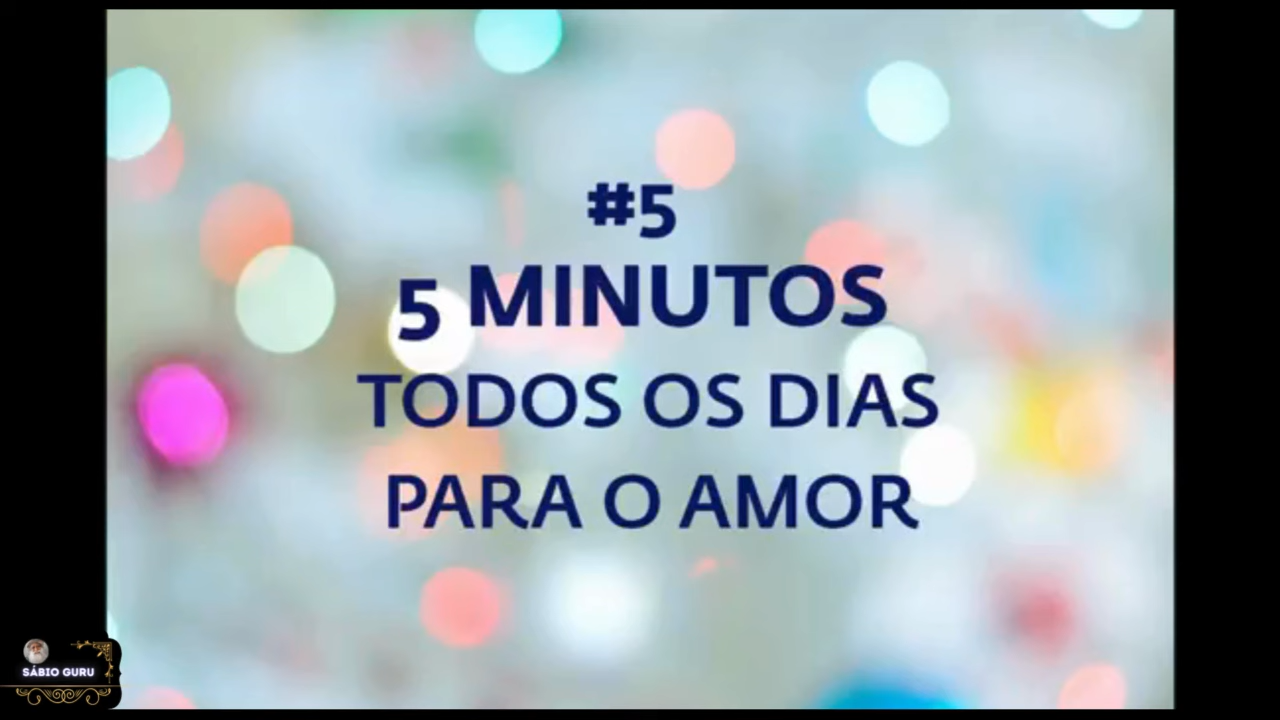 #5
5 MINUTOS
TODOS OS DIAS
PARA O AMOR
SÁBIO GURU